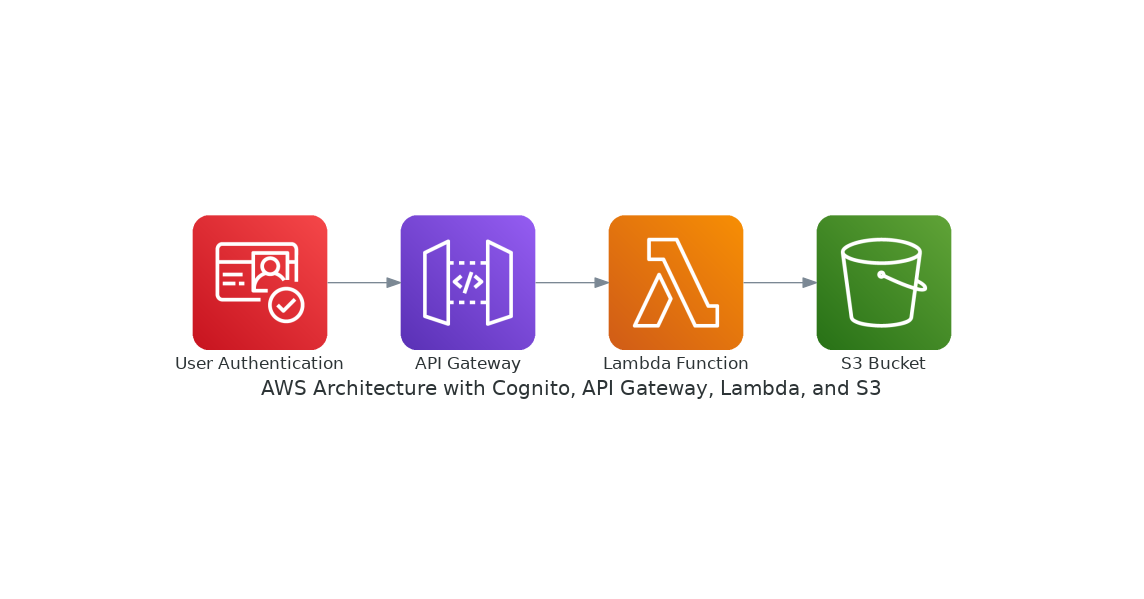 User Authentication
API Gateway
Lambda Function
S3 Bucket
AWS Architecture with Cognito, API Gateway, Lambda, and S3